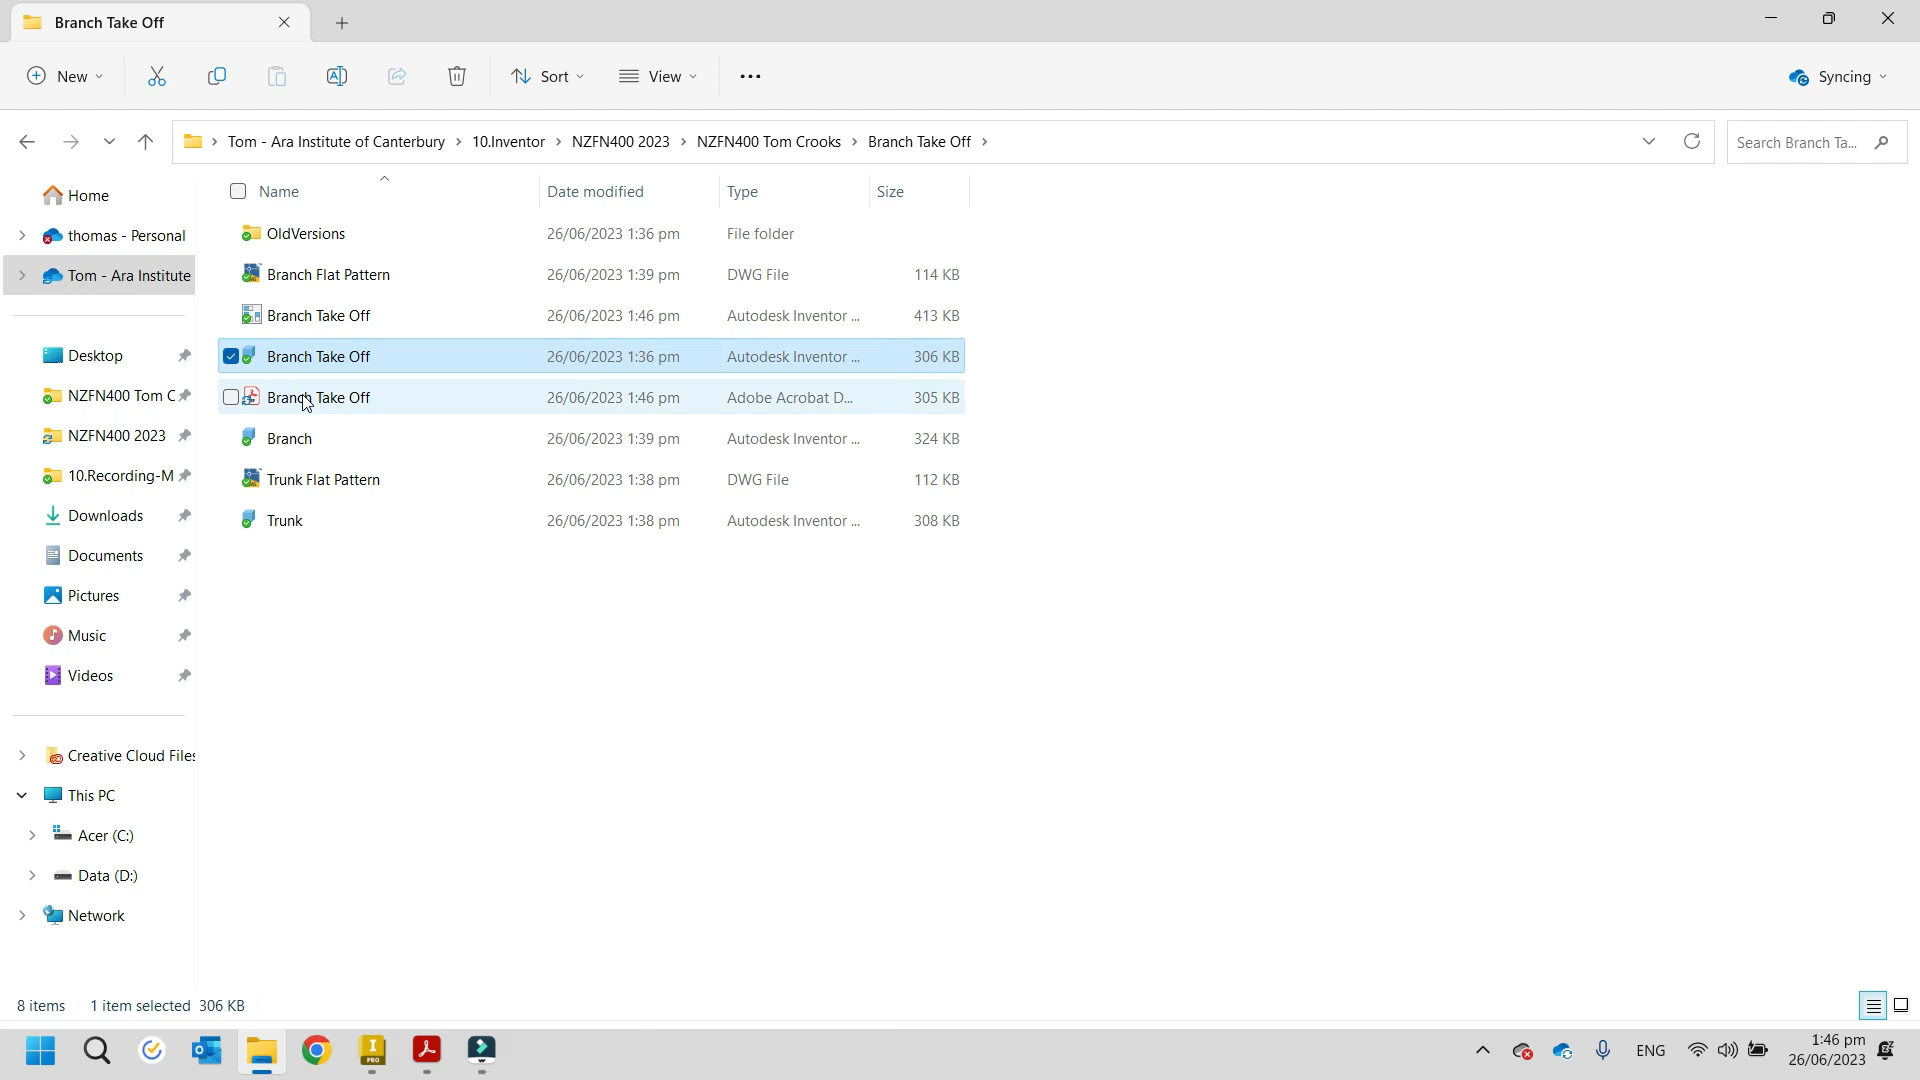 Branch Take Off
New
Sort
View
Syncing
Tom - Ara Institute of Canterbury > 10.Inventor > NZFN400 2023 > NZFN400 Tom Crooks > Branch Take Off >
Search Branch Ta...
Name Date modified Type Size
OldVersions 26/06/2023 1:36 pm File folder
Branch Flat Pattern 26/06/2023 1:39 pm DWG File 114 KB
Branch Take Off 26/06/2023 1:46 pm Autodesk Inventor ... 413 KB
Branch Take Off 26/06/2023 1:36 pm Autodesk Inventor ... 306 KB
Branch Take Off 26/06/2023 1:46 pm Adobe Acrobat D... 305 KB
Branch 26/06/2023 1:39 pm Autodesk Inventor ... 324 KB
Trunk Flat Pattern 26/06/2023 1:38 pm DWG File 112 KB
Trunk 26/06/2023 1:38 pm Autodesk Inventor ... 308 KB
Home
thomas - Personal
Tom - Ara Institute
Desktop
NZFN400 Tom C
NZFN400 2023
10.Recording-M
Downloads
Documents
Pictures
Music
Videos
Creative Cloud Files
This PC
Acer (C:)
Data (D:)
Network
8 items 1 item selected 306 KB
PRO
ENG
1:46 pm
26/06/2023